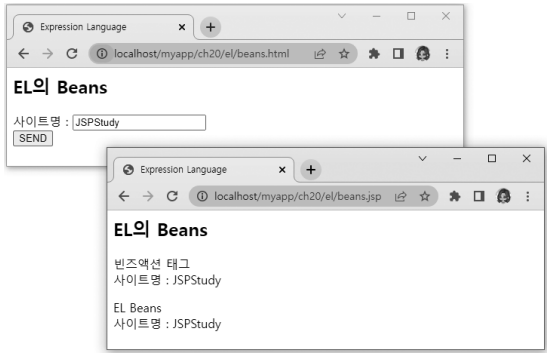 Expression Language
localhost/myapp/ch20/el/beans.html
EL의 Beans
사이트명 : JSPStudy
SEND
Expression Language
localhost/myapp/ch20/el/beans.jsp
EL의 Beans
빈즈액션 태그
사이트명 : JSPStudy
EL Beans
사이트명 : JSPStudy